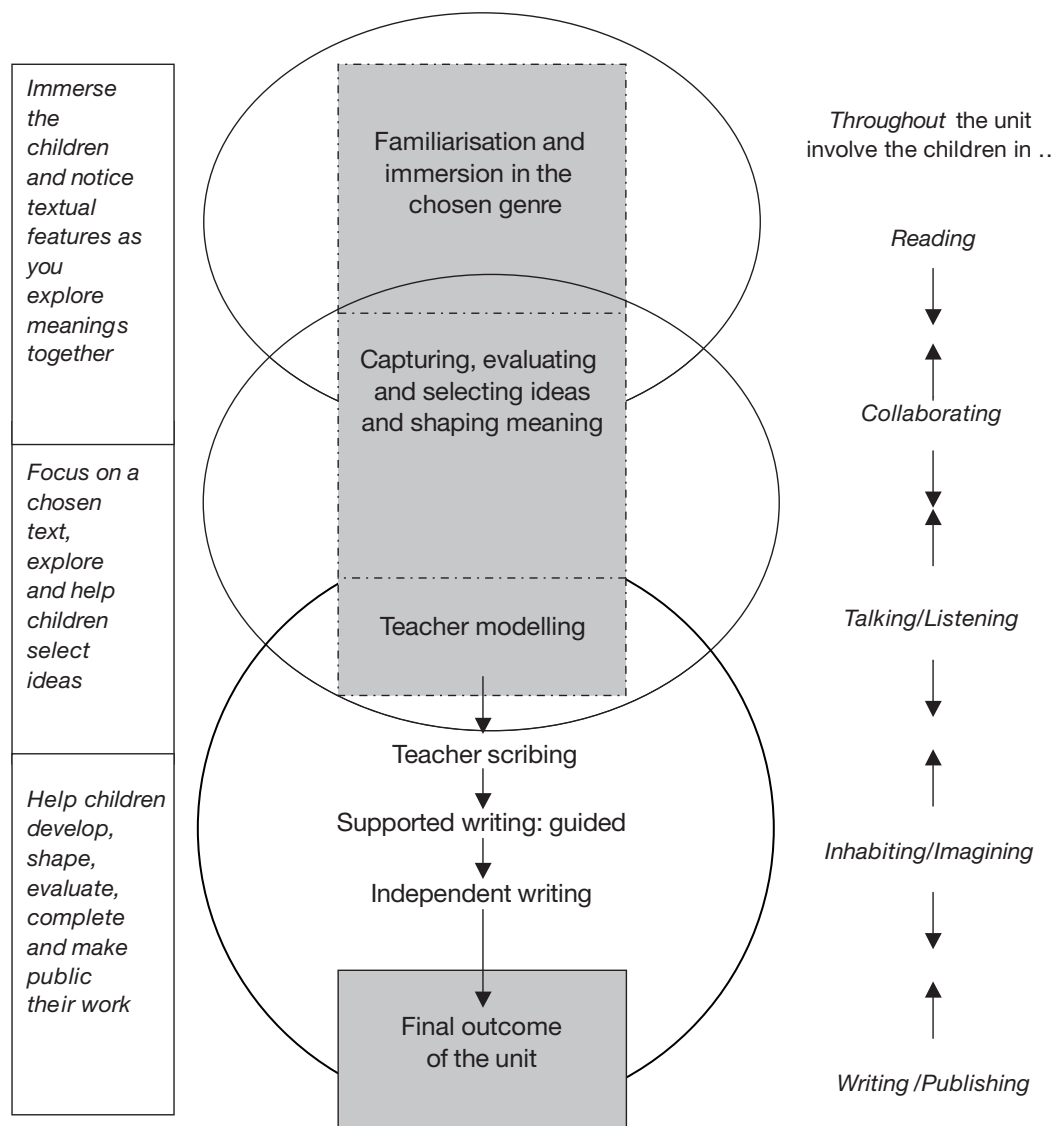 Immerse
the
children
and notice
textual
features as
you
explore
meanings
together
Focus on a
chosen
text,
explore
and help
children
select
ideas
Help children
develop,
shape,
evaluate,
complete
and make
public
their work
Familiarisation and
immersion in the
chosen genre
Capturing, evaluating
and selecting ideas
and shaping meaning
Teacher modelling
Teacher scribing
Supported writing: guided
Independent writing
Final outcome
of the unit
Throughout the unit
involve the children in ..
Reading
Collaborating
Talking/Listening
Inhabiting/Imagining
Writing /Publishing